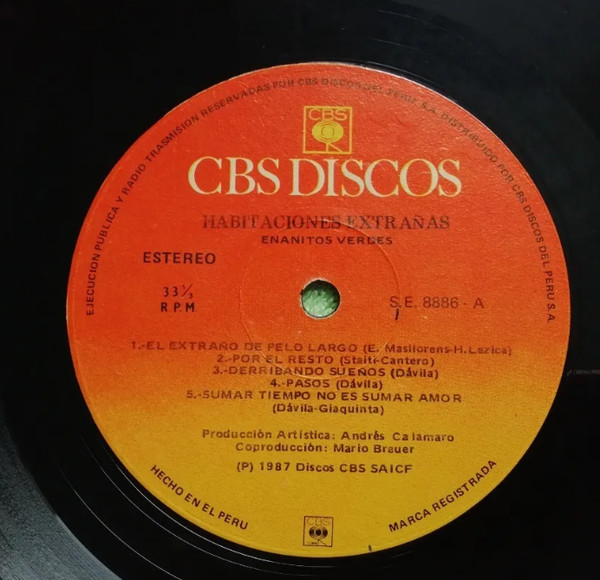 EJECUCION PUBLICA Y RADIO TRASMISION RESERVADAS POR CBS DISCOS DEL PERU S.A. DISTRIBUIDO POR CBS DISCOS DEL PERU S.A.
CBS
CBS DISCOS
HABITACIONES EXTRAÑAS
ENANITOS VERDES
ESTEREO
33 1/3
R.P.M
S.E. 8886 - A
1.-EL EXTRAÑO DE PELO LARGO (E. Masllorens-H. Lezica)
2.-POR EL RESTO (Staiti-Cantero)
3.-DERRIBANDO SUEÑOS (Dávila)
4.-PASOS (Dávila)
5.-SUMAR TIEMPO NO ES SUMAR AMOR
(Dávila-Giaquinta)
Producción Artística: Andrés Calamaro
Coproducción: Mario Brauer
(P) 1987 Discos CBS SAICF
HECHO EN EL PERU
CBS
MARCA REGISTRADA